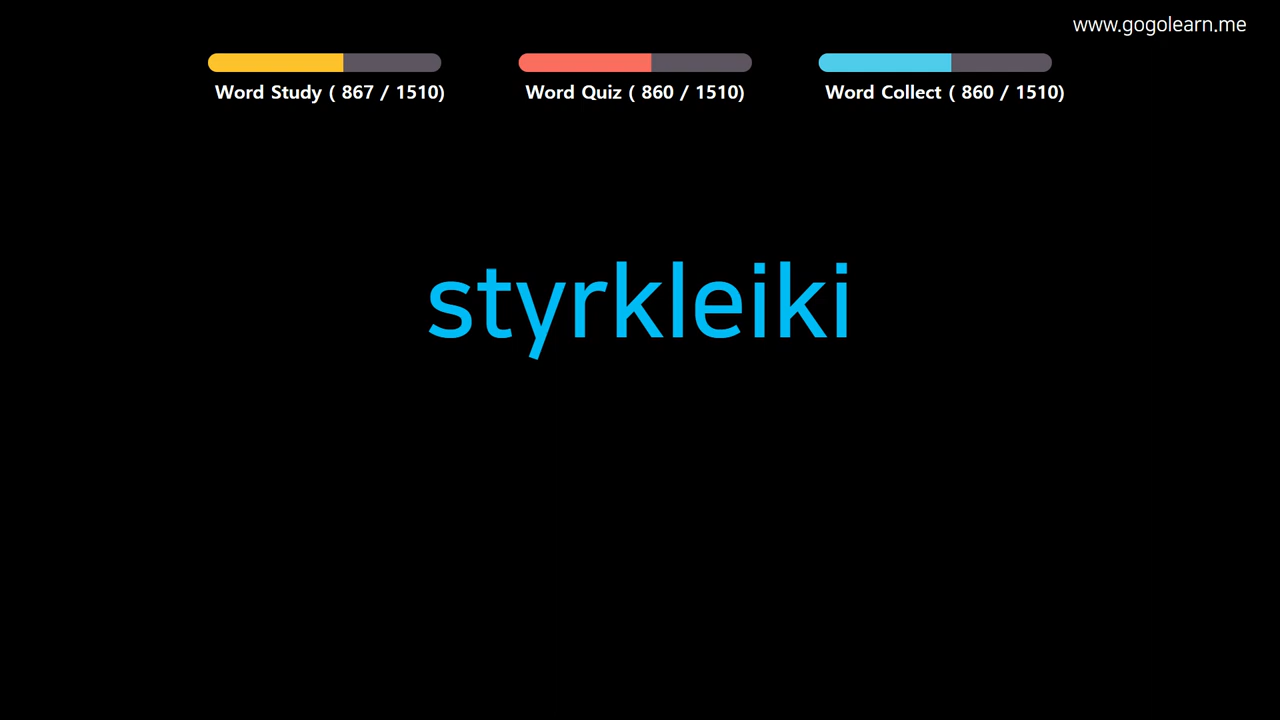 www.gogolearn.me
Word Study ( 867 / 1510)
Word Quiz ( 860 / 1510)
Word Collect ( 860 / 1510)
styrkleiki